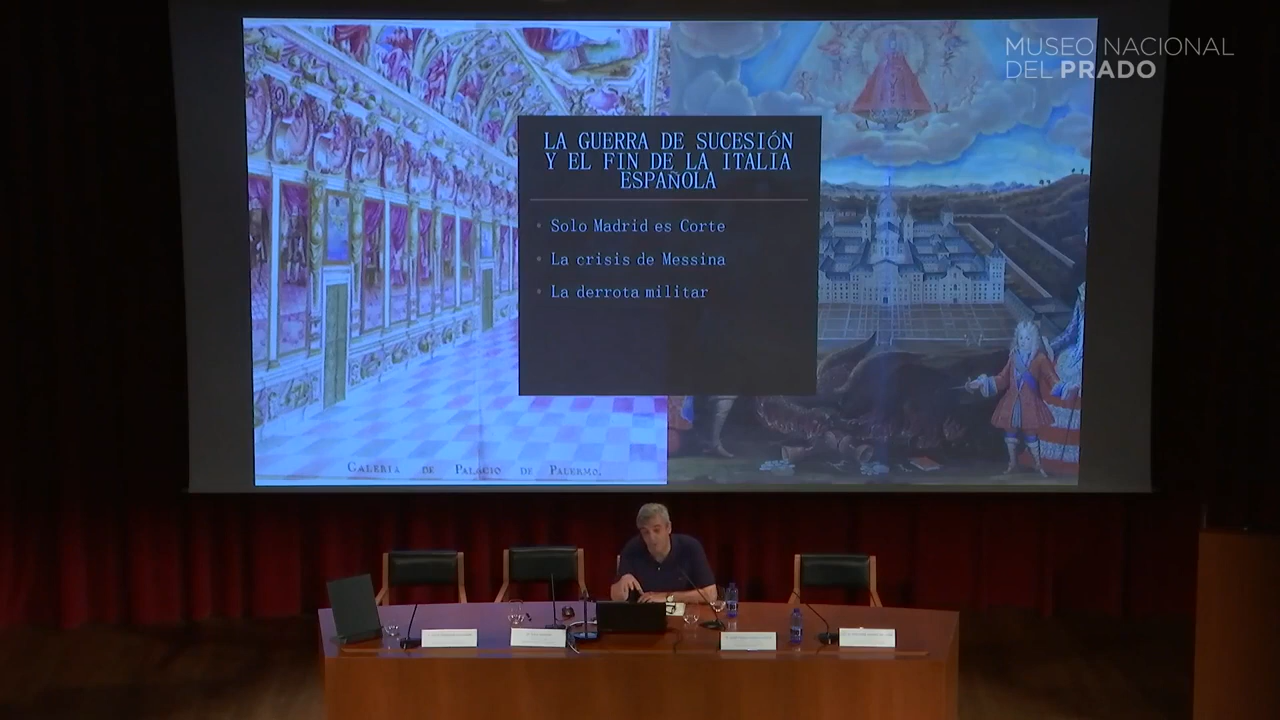 MUSEO NACIONAL
DEL PRADO
LA GUERRA DE SUCESIÓN
Y EL FIN DE LA ITALIA
ESPAÑOLA
• Solo Madrid es Corte
• La crisis de Messina
• La derrota militar
GALERIA DE PALACIO DE PALERMO.